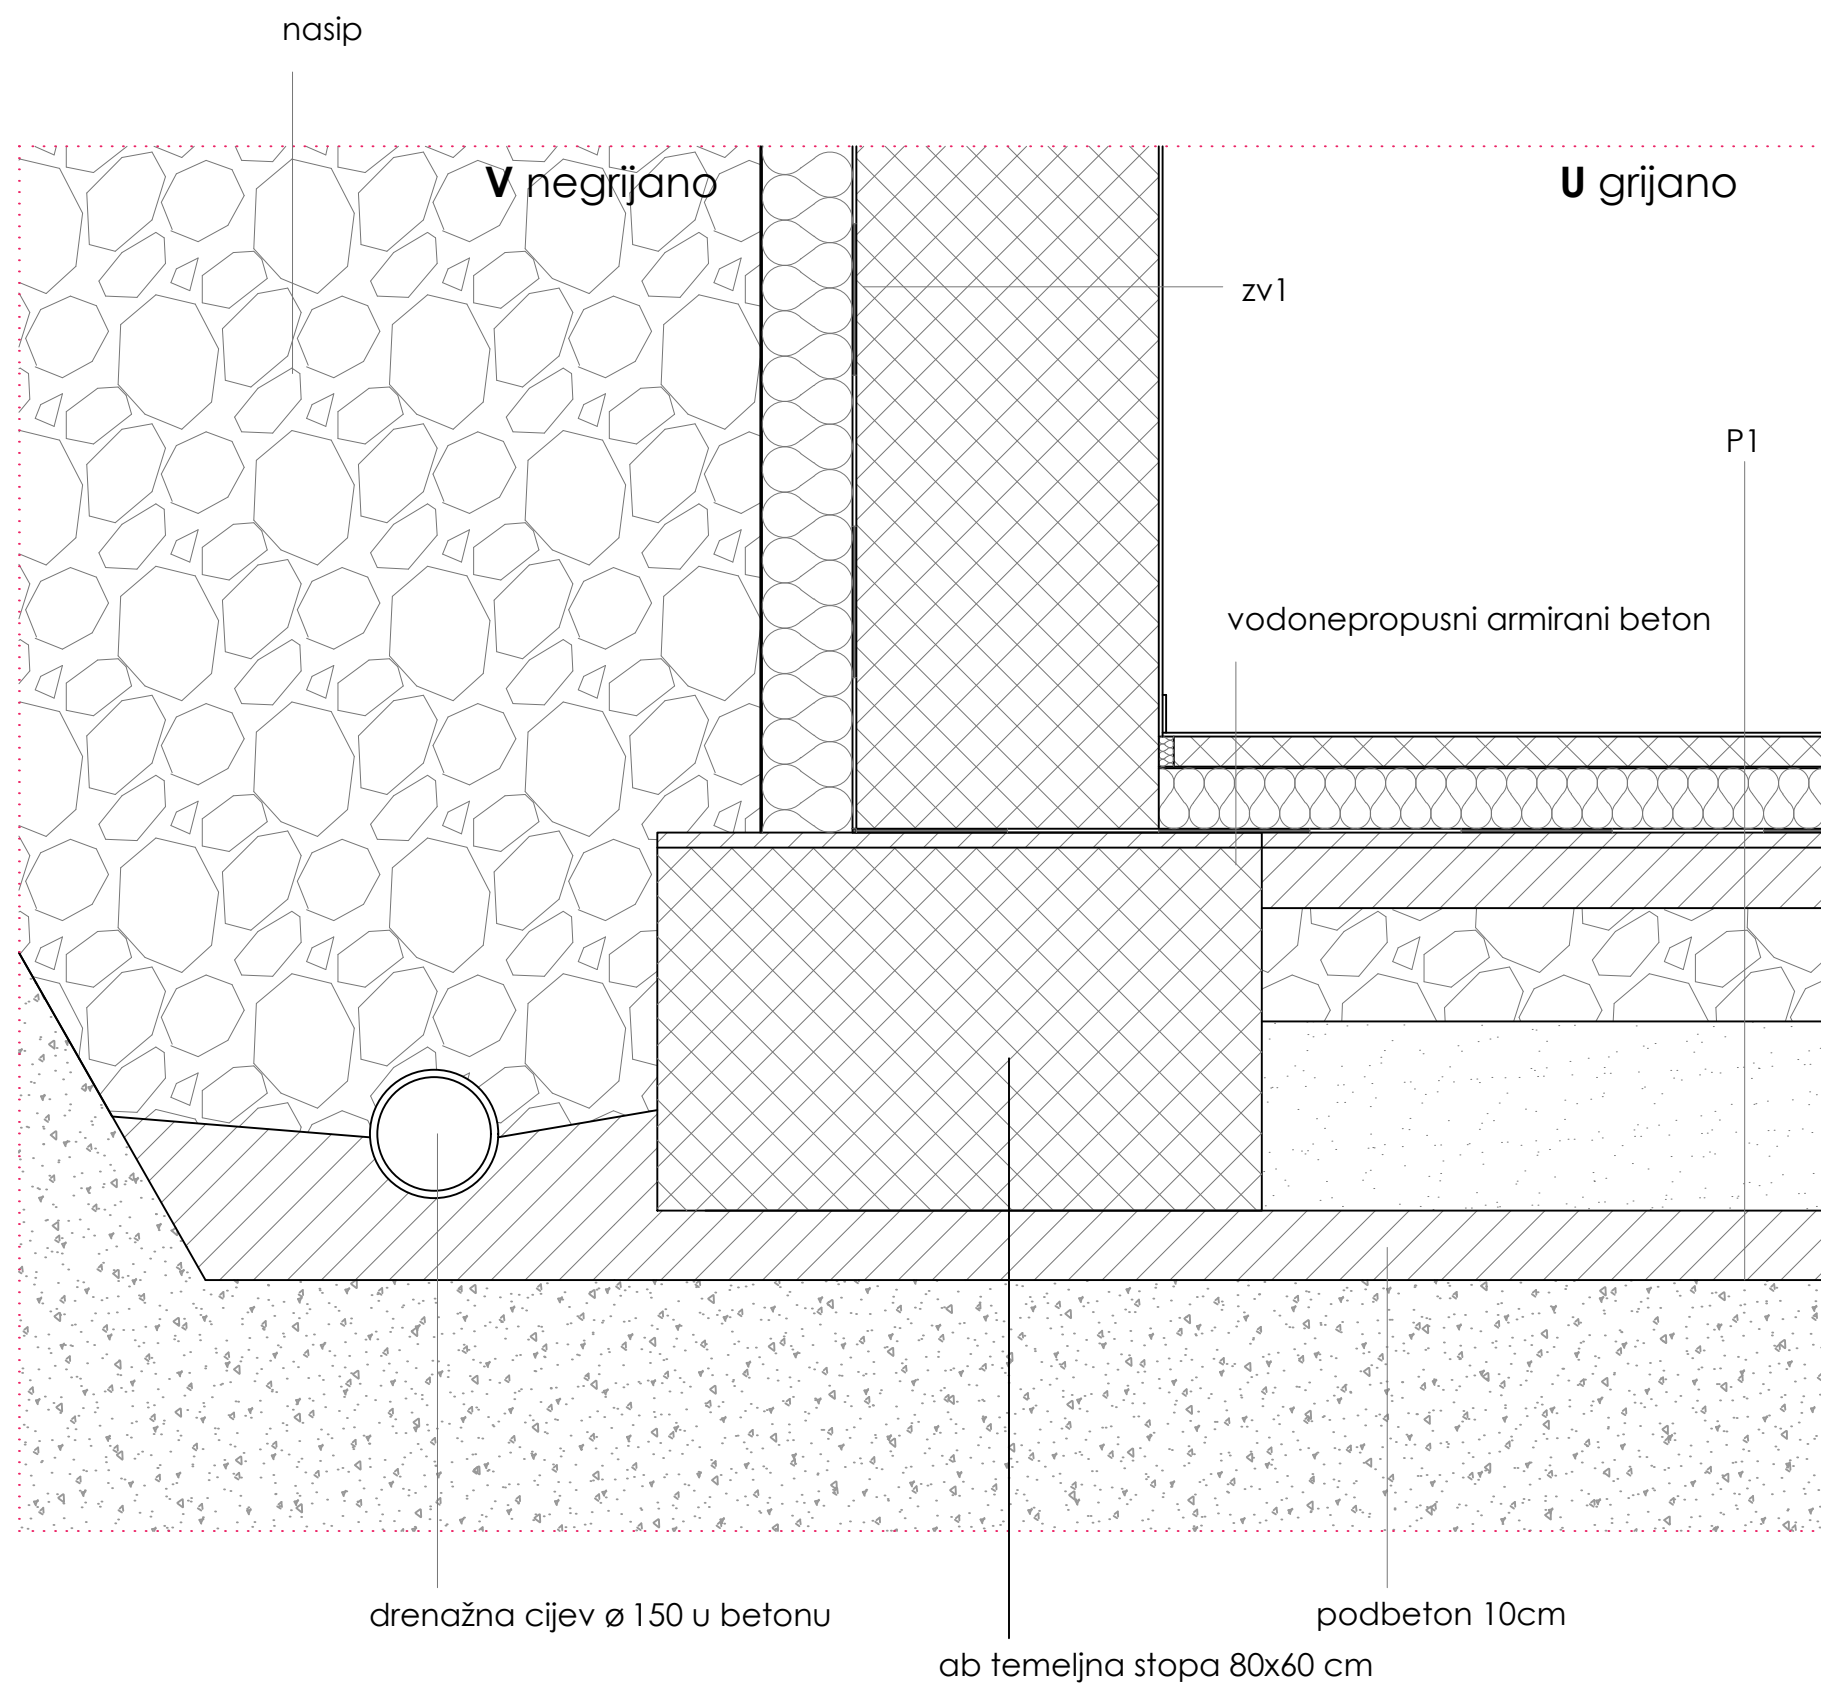 nasip
V negrijano
U grijano
zv1
P1
vodonepropusni armirani beton
drenažna cijev ø 150 u betonu
podbeton 10cm
ab temeljna stopa 80x60 cm